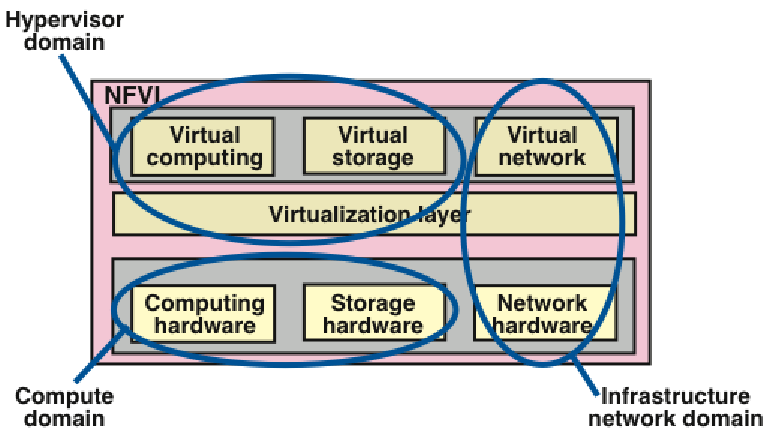 Hypervisor
domain
NFVI
Virtual
computing
Virtual
storage
Virtual
network
Virtualization layer
Computing
hardware
Storage
hardware
Network
hardware
Compute
domain
Infrastructure
network domain